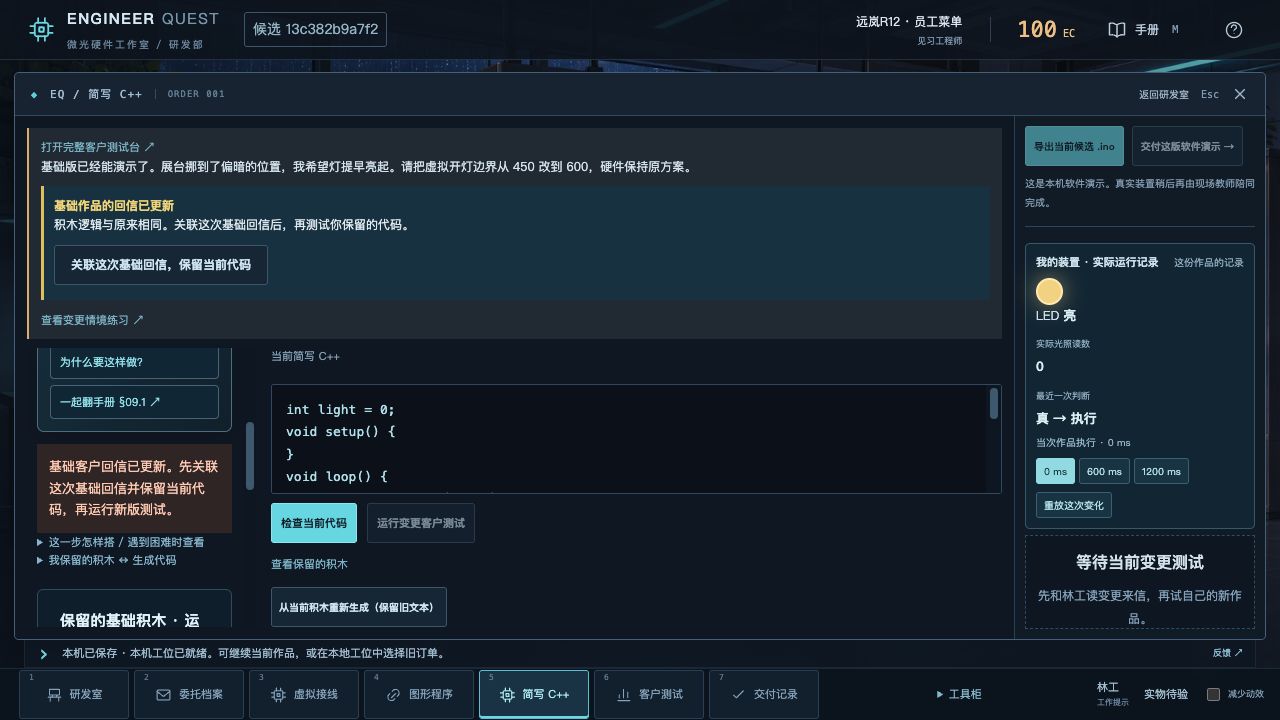 ENGINEER QUEST
微光硬件工作室 / 研发部
候选 13c382b9a7f2
远岚R12 · 员工菜单
见习工程师
100 EC
手册 M
EQ / 简写 C++ | ORDER 001
返回研发室 Esc
打开完整客户测试台 ↗
基础版已经能演示了。展台挪到了偏暗的位置，我希望灯提早亮起。请把虚拟开灯边界从 450 改到 600，硬件保持原方案。
基础作品的回信已更新
积木逻辑与原来相同。关联这次基础回信后，再测试你保留的代码。
关联这次基础回信，保留当前代码
查看变更情境练习 ↗
为什么要这样做?
一起翻手册 §09.1 ↗
基础客户回信已更新。先关联
这次基础回信并保留当前代
码，再运行新版测试。
这一步怎样搭 / 遇到困难时查看
我保留的积木 ↔ 生成代码
保留的基础积木 · 运
当前简写 C++
int light = 0;
void setup() {
}
void loop() {
检查当前代码
运行变更客户测试
查看保留的积木
从当前积木重新生成（保留旧文本）
导出当前候选 .ino
交付这版软件演示 →
这是本机软件演示。真实装置稍后再由现场教师陪同
完成。
我的装置 · 实际运行记录
这份作品的记录
LED 亮
实际光照读数
0
最近一次判断
真 → 执行
当次作品执行 · 0 ms
0 ms
600 ms
1200 ms
重放这次变化
等待当前变更测试
先和林工读变更来信，再试自己的新作
品。
本机已保存 · 本机工位已就绪。可继续当前作品，或在本地工位中选择旧订单。
反馈 ↗
1 研发室
2 委托档案
3 虚拟接线
4 图形程序
5 简写 C++
6 客户测试
7 交付记录
工具柜
林工
工作提示
实物待验
减少动效